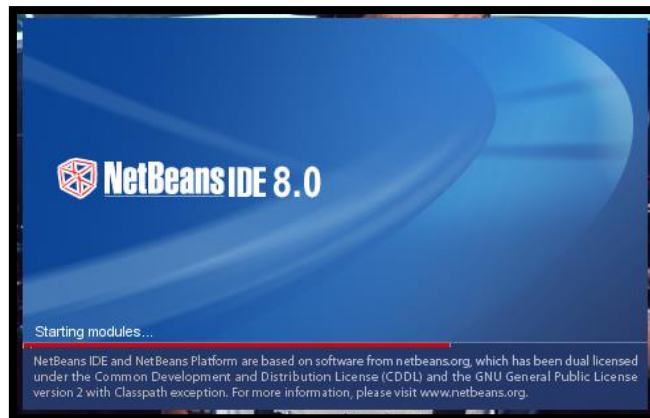 NetBeans IDE 8.0
Starting modules...
NetBeans IDE and NetBeans Platform are based on software from netbeans.org, which has been dual licensed
under the Common Development and Distribution License (CDDL) and the GNU General Public License
version 2 with Classpath exception. For more information, please visit www.netbeans.org.